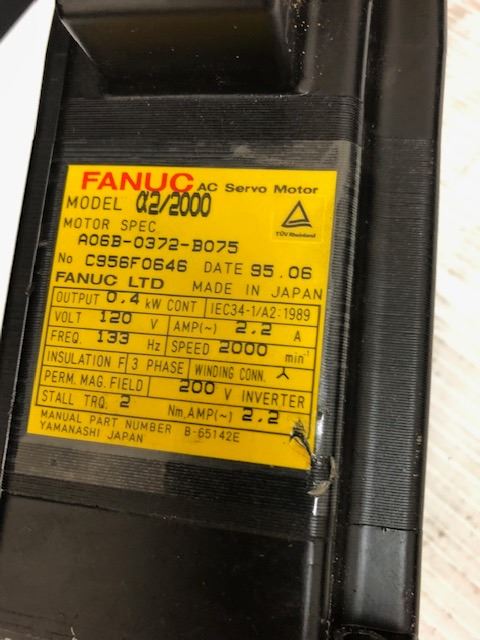 FANUC AC Servo Motor
MODEL α2/2000
MOTOR SPEC
A06B-0372-B075
TÜV Rheinland
No C956F0646 DATE 95.06
FANUC LTD MADE IN JAPAN
OUTPUT 0.4 kW CONT IEC34-1/A2:1989
VOLT 120 V AMP(~) 2.2 A
FREQ. 133 Hz SPEED 2000 min⁻¹
INSULATION F 3 PHASE WINDING CONN. 人
PERM. MAG. FIELD 200 V INVERTER
STALL TRQ. 2 Nm, AMP(~) 2.2
MANUAL PART NUMBER B-65142E
YAMANASHI JAPAN